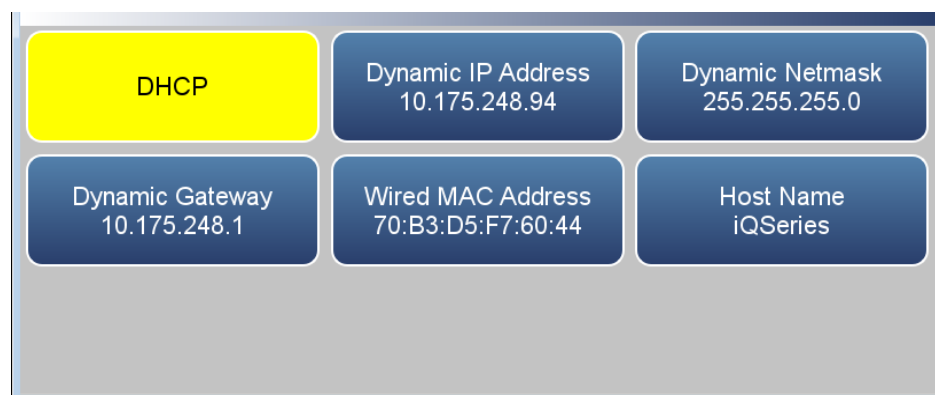 DHCP
Dynamic IP Address
10.175.248.94
Dynamic Netmask
255.255.255.0
Dynamic Gateway
10.175.248.1
Wired MAC Address
70:B3:D5:F7:60:44
Host Name
iQSeries